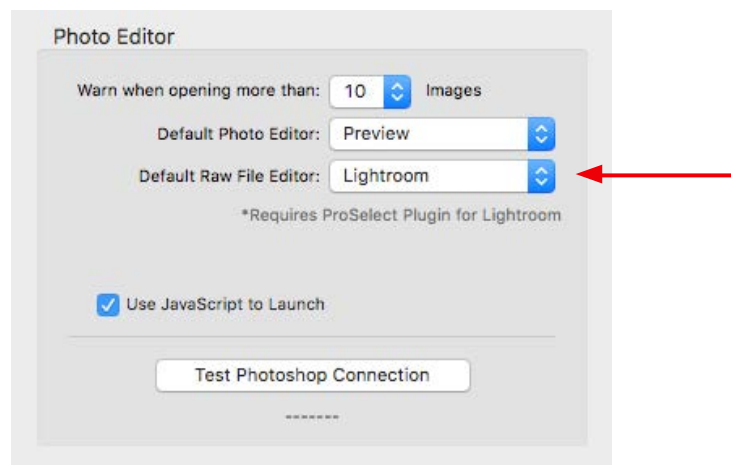 Photo Editor
Warn when opening more than: 10 Images
Default Photo Editor: Preview
Default Raw File Editor: Lightroom
*Requires ProSelect Plugin for Lightroom
Use JavaScript to Launch
Test Photoshop Connection
-------